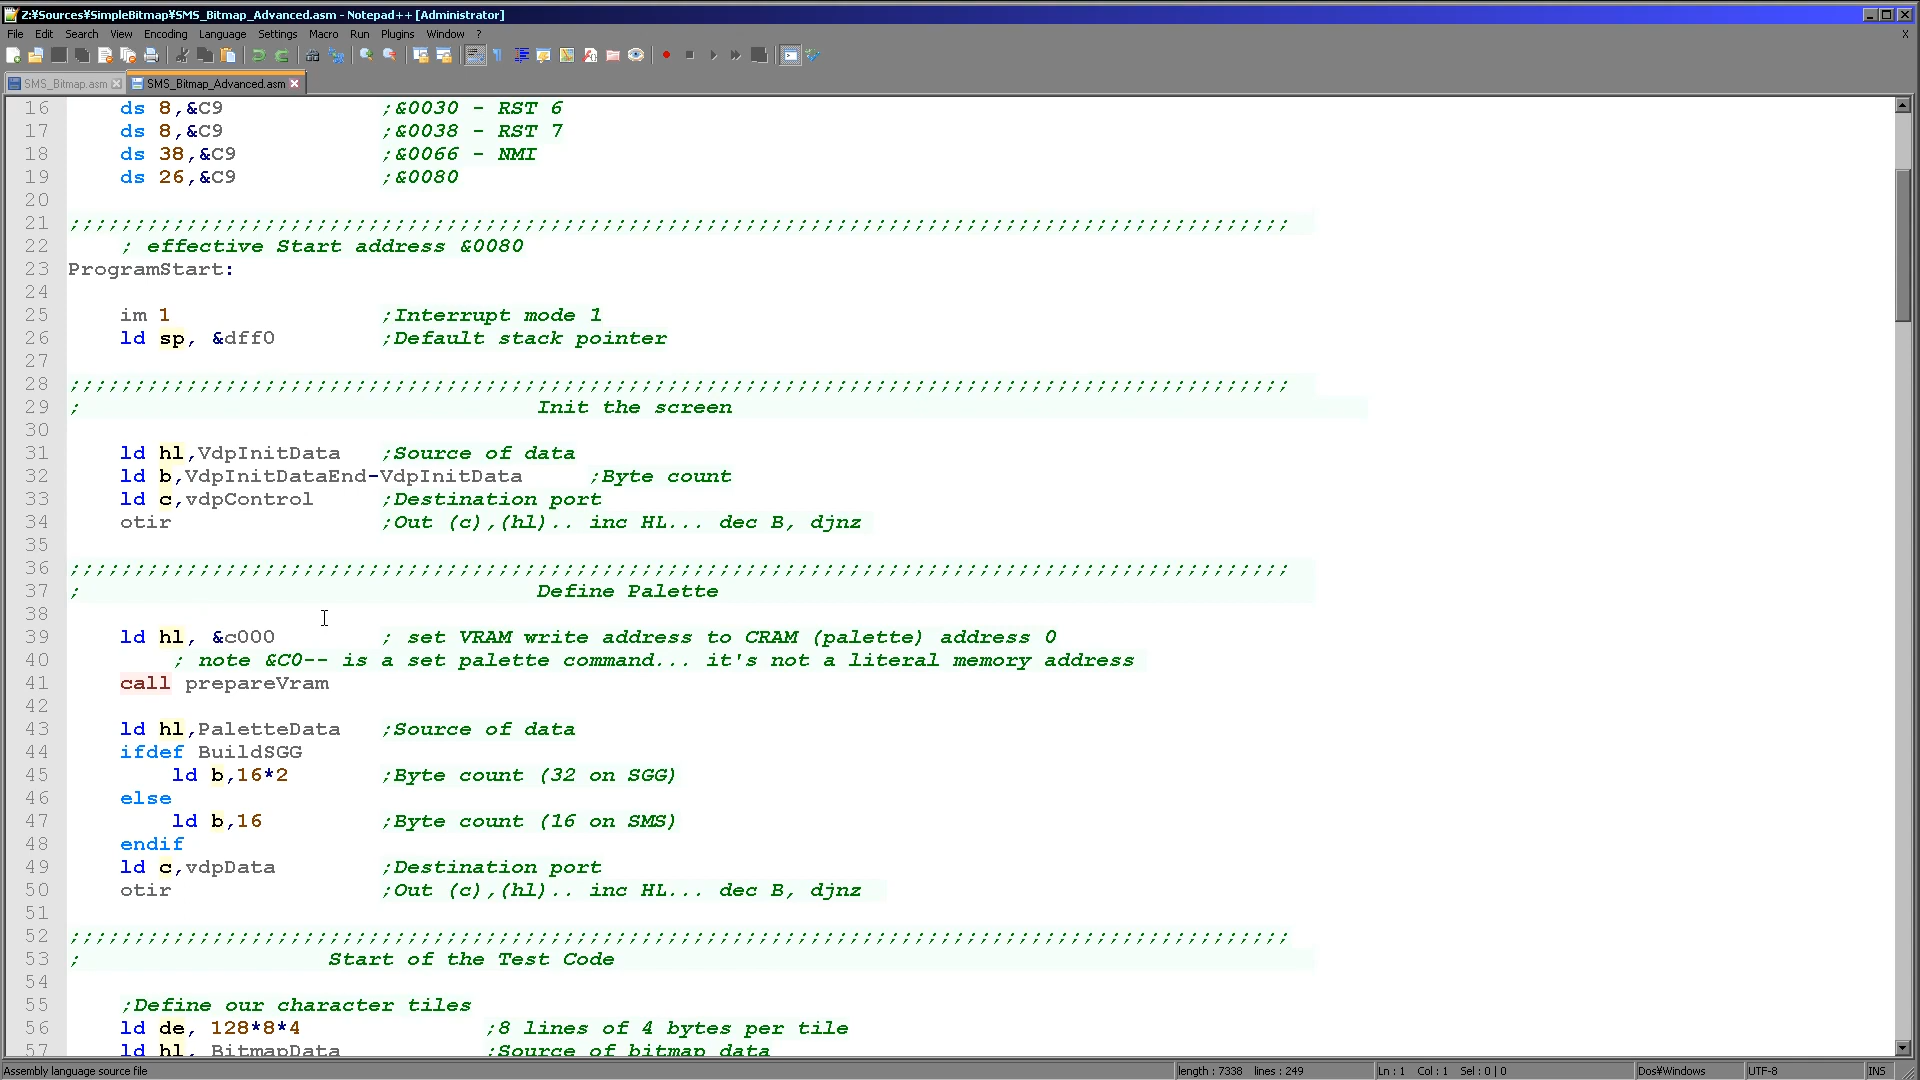 Z:¥Sources¥SimpleBitmap¥SMS_Bitmap_Advanced.asm - Notepad++ [Administrator]
File Edit Search View Encoding Language Settings Macro Run Plugins Window ? X
SMS_Bitmap.asm SMS_Bitmap_Advanced.asm
16 ds 8,&C9 ;&0030 - RST 6
17 ds 8,&C9 ;&0038 - RST 7
18 ds 38,&C9 ;&0066 - NMI
19 ds 26,&C9 ;&0080
20
21 ;;;;;;;;;;;;;;;;;;;;;;;;;;;;;;;;;;;;;;;;;;;;;;;;;;;;;;;;;;;;;;;;;;;;;;;;;;;;;;;;;;;;;;;;;;;;;;
22 ; effective Start address &0080
23 ProgramStart:
24
25 im 1 ;Interrupt mode 1
26 ld sp, &dff0 ;Default stack pointer
27
28 ;;;;;;;;;;;;;;;;;;;;;;;;;;;;;;;;;;;;;;;;;;;;;;;;;;;;;;;;;;;;;;;;;;;;;;;;;;;;;;;;;;;;;;;;;;;;;;
29 ; Init the screen
30
31 ld hl,VdpInitData ;Source of data
32 ld b,VdpInitDataEnd-VdpInitData ;Byte count
33 ld c,vdpControl ;Destination port
34 otir ;Out (c),(hl).. inc HL... dec B, djnz
35
36 ;;;;;;;;;;;;;;;;;;;;;;;;;;;;;;;;;;;;;;;;;;;;;;;;;;;;;;;;;;;;;;;;;;;;;;;;;;;;;;;;;;;;;;;;;;;;;;
37 ; Define Palette
38
39 ld hl, &c000 ; set VRAM write address to CRAM (palette) address 0
40 ; note &C0-- is a set palette command... it's not a literal memory address
41 call prepareVram
42
43 ld hl,PaletteData ;Source of data
44 ifdef BuildSGG
45 ld b,16*2 ;Byte count (32 on SGG)
46 else
47 ld b,16 ;Byte count (16 on SMS)
48 endif
49 ld c,vdpData ;Destination port
50 otir ;Out (c),(hl).. inc HL... dec B, djnz
51
52 ;;;;;;;;;;;;;;;;;;;;;;;;;;;;;;;;;;;;;;;;;;;;;;;;;;;;;;;;;;;;;;;;;;;;;;;;;;;;;;;;;;;;;;;;;;;;;;
53 ; Start of the Test Code
54
55 ;Define our character tiles
56 ld de, 128*8*4 ;8 lines of 4 bytes per tile
57 ld hl, BitmapData ;Source of bitmap data
Assembly language source file length : 7338 lines : 249 Ln : 1 Col : 1 Sel : 0 | 0 Dos¥Windows UTF-8 INS